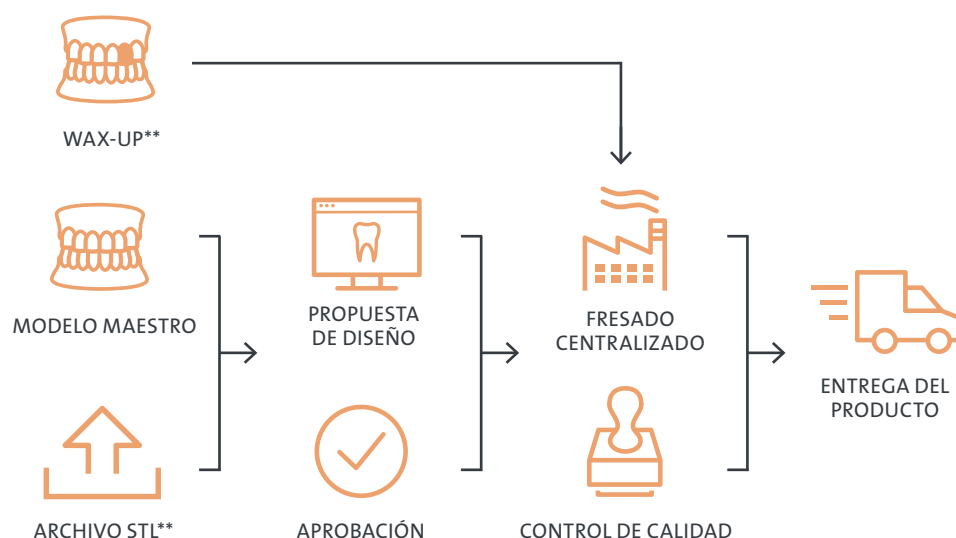 WAX-UP**
MODELO MAESTRO
ARCHIVO STL**
PROPUESTA
DE DISEÑO
APROBACIÓN
FRESADO
CENTRALIZADO
CONTROL DE CALIDAD
ENTREGA DEL
PRODUCTO